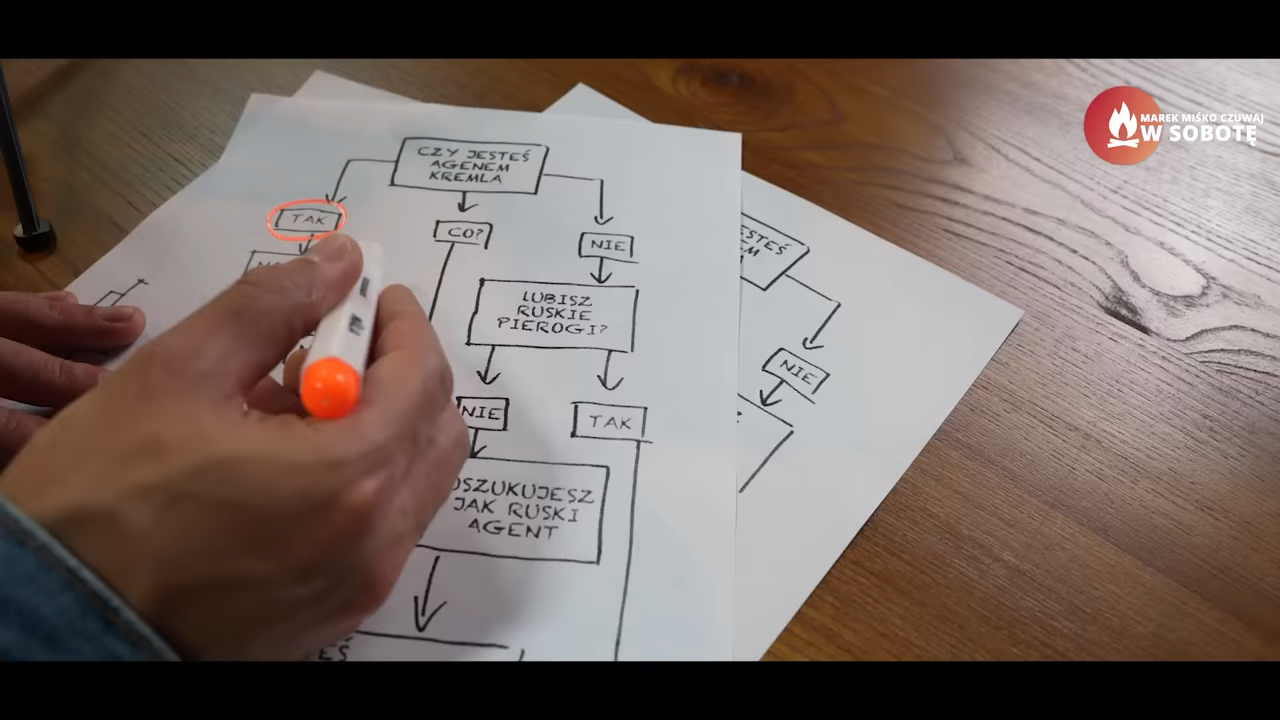 MAREK MIŚKO CZUWAJ
W SOBOTĘ
CZY JESTEŚ
AGENEM
KREMLA
TAK
CO?
NIE
LUBISZ
RUSKIE
PIEROGI?
NIE
TAK
OSZUKUJESZ
JAK RUSKI
AGENT
NIE